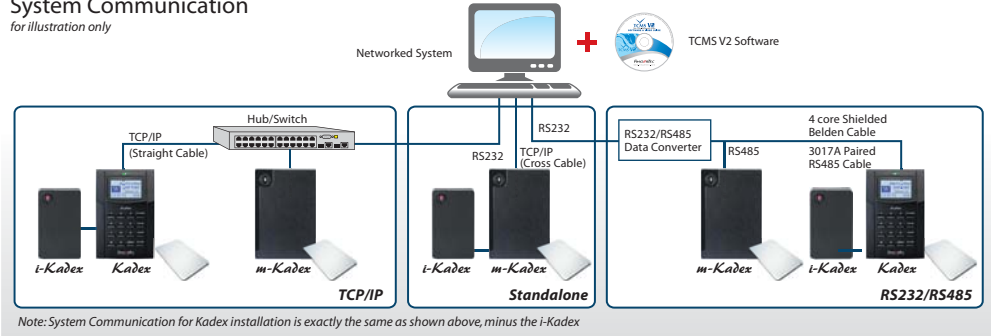 System Communication
for illustration only
Networked System
TCMS V2 Software
TCMS V2
Hub/Switch
TCP/IP
(Straight Cable)
RS232
TCP/IP
(Cross Cable)
RS232
RS232/RS485
Data Converter
RS485
4 core Shielded
Belden Cable
3017A Paired
RS485 Cable
i-Kadex
Kadex
m-Kadex
i-Kadex
m-Kadex
m-Kadex
i-Kadex
Kadex
TCP/IP
Standalone
RS232/RS485
Note: System Communication for Kadex installation is exactly the same as shown above, minus the i-Kadex